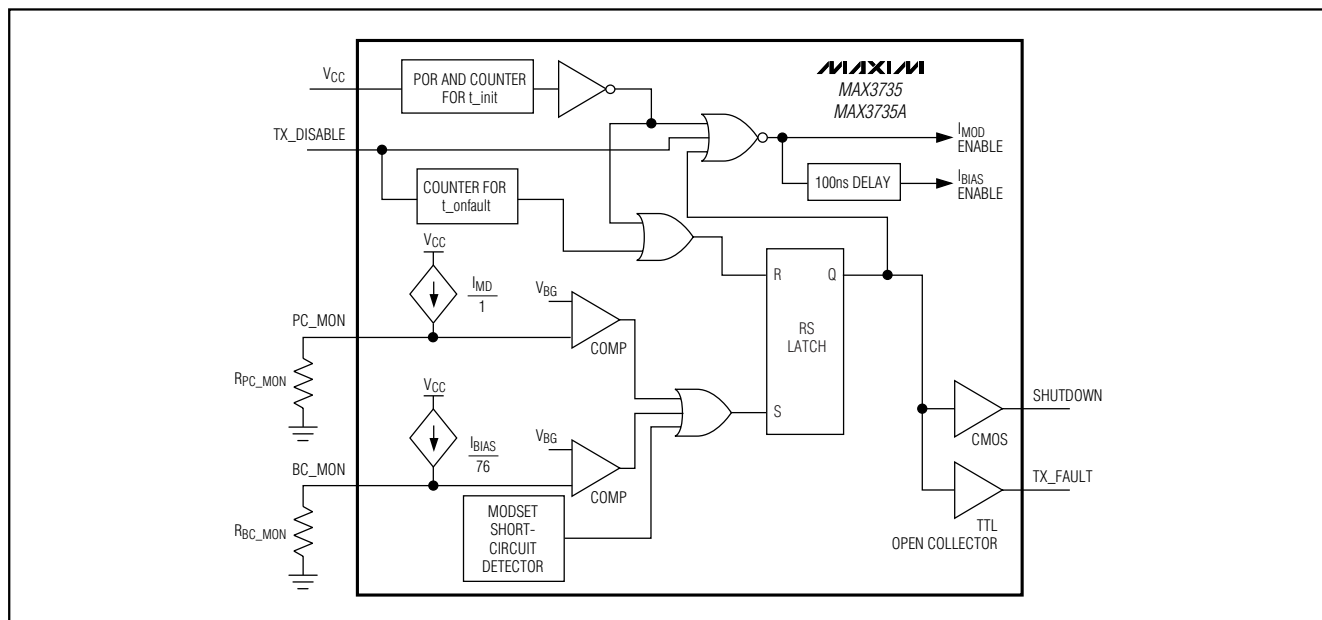 VCC
POR AND COUNTER
FOR t_init
MAXIM
MAX3735
MAX3735A
TX_DISABLE
IMOD
ENABLE
100ns DELAY
IBIAS
ENABLE
COUNTER FOR
t_onfault
VCC
IMD
1
VBG
R
Q
PC_MON
COMP
RS
LATCH
RPC_MON
VCC
S
SHUTDOWN
CMOS
IBIAS
76
VBG
BC_MON
COMP
TX_FAULT
RBC_MON
MODSET
SHORT-
CIRCUIT
DETECTOR
TTL
OPEN COLLECTOR